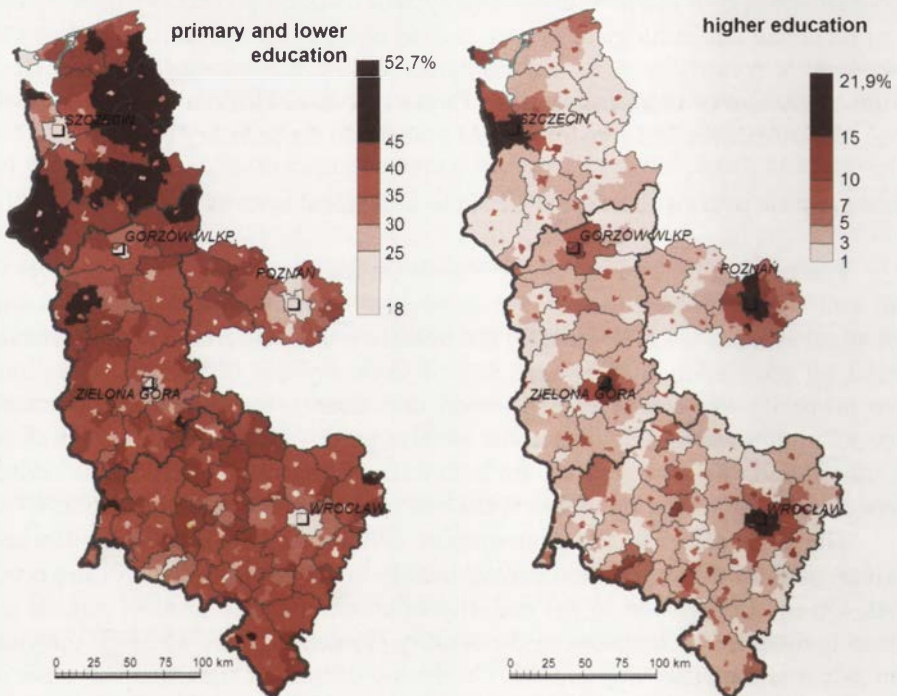 primary and lower
education
52,7%
45
40
35
30
25
18
SZCZECIN
GORZÓW WLKP.
POZNAŃ
ZIELONA GÓRA
WROCŁAW
0 25 50 75 100 km
higher education
21,9%
15
10
7
5
3
1
SZCZECIN
GORZÓW WLKP.
POZNAŃ
ZIELONA GÓRA
WROCŁAW
0 25 50 75 100 km